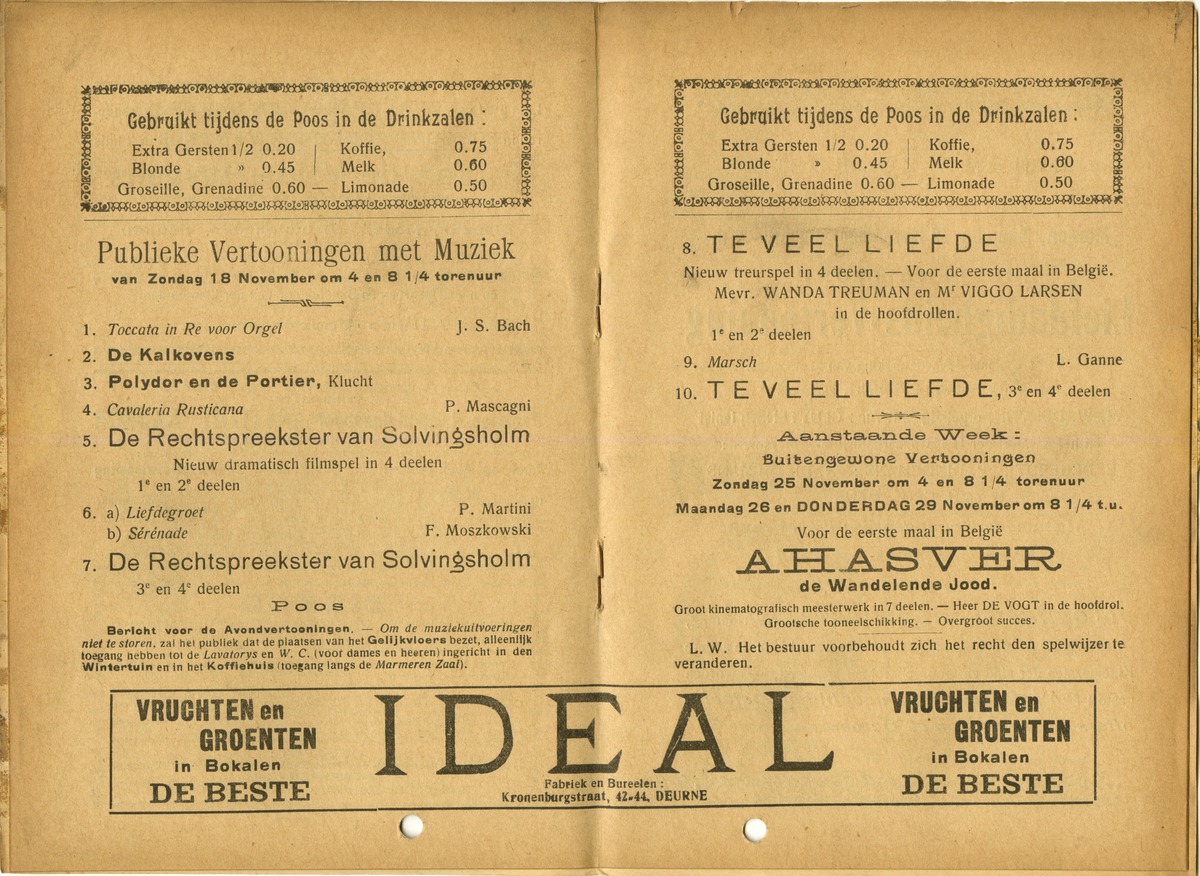 Gebruikt tijdens de Poos in de Drinkzalen :
Extra Gersten 1/2 0.20 | Koffie, 0.75
Blonde » 0.45 | Melk 0.60
Groseille, Grenadine 0.60 — Limonade 0.50
Publieke Vertooningen met Muziek
van Zondag 18 November om 4 en 8 1/4 torenuur
1. Toccata in Re voor Orgel J. S. Bach
2. De Kalkovens
3. Polydor en de Portier, Klucht
4. Cavaleria Rusticana P. Mascagni
5. De Rechtspreekster van Solvingsholm
Nieuw dramatisch filmspel in 4 deelen
1e en 2e deelen
6. a) Liefdegroet P. Martini
b) Sérénade F. Moszkowski
7. De Rechtspreekster van Solvingsholm
3e en 4e deelen
Poos
Bericht voor de Avondvertooningen. — Om de muziekuitvoeringen
niet te storen, zal het publiek dat de plaatsen van het Gelijkvloers bezet, alleenlijk
toegang hebben tot de Lavatorys en W. C. (voor dames en heeren) ingericht in den
Wintertuin en in het Koffiehuis (toegang langs de Marmeren Zaal).
Gebruikt tijdens de Poos in de Drinkzalen :
Extra Gersten 1/2 0.20 | Koffie, 0.75
Blonde » 0.45 | Melk 0.60
Groseille, Grenadine 0.60 — Limonade 0.50
8. TE VEEL LIEFDE
Nieuw treurspel in 4 deelen. — Voor de eerste maal in België.
Mevr. WANDA TREUMAN en Mr VIGGO LARSEN
in de hoofdrollen.
1e en 2e deelen
9. Marsch L. Ganne
10. TE VEEL LIEFDE, 3e en 4e deelen
Aanstaande Week :
Buitengewone Vertooningen
Zondag 25 November om 4 en 8 1/4 torenuur
Maandag 26 en DONDERDAG 29 November om 8 1/4 t.u.
Voor de eerste maal in België
AHASVER
de Wandelende Jood.
Groot kinematografisch meesterwerk in 7 deelen. — Heer DE VOGT in de hoofdrol.
Grootsche tooneelschikking. — Overgroot succes.
L. W. Het bestuur voorbehoudt zich het recht den spelwijzer te
veranderen.
VRUCHTEN en
GROENTEN
in Bokalen
DE BESTE
IDEAL
Fabriek en Bureelen :
Kronenburgstraat, 42-44, DEURNE
VRUCHTEN en
GROENTEN
in Bokalen
DE BESTE